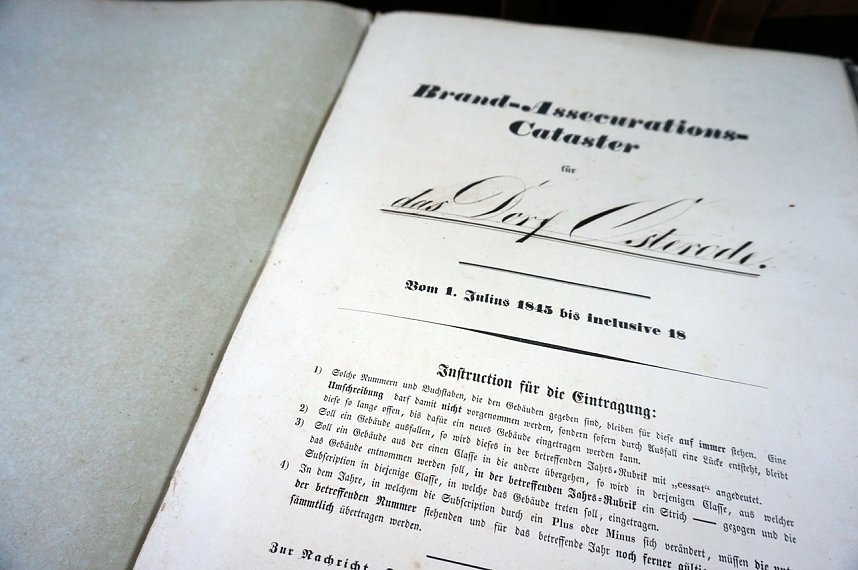 Brand-Assecurations-
Cataster
für
das Dorf Osterode.
Vom 1. Julius 1845 bis inclusive 18
Instruction für die Eintragung:
1) Solche Nummern und Buchstaben, die den Gebäuden gegeben sind, bleiben für diese auf immer stehen. Eine
Umschreibung darf damit nicht vorgenommen werden, sondern sofern durch Ausfall eine Lücke entsteht, bleibt
diese so lange offen, bis dafür ein neues Gebäude eingetragen werden kann.
2) Soll ein Gebäude ausfallen, so wird dieses in der betreffenden Jahrs-Rubrik mit „cessat“ angedeutet.
3) Soll ein Gebäude aus der einen Classe in die andere übergehen, so wird in derjenigen Classe, aus welcher
das Gebäude entnommen werden soll, in der betreffenden Jahrs-Rubrik ein Strich — gezogen und die
Subscription in diejenige Classe, in welche das Gebäude treten soll, eingetragen.
4) In dem Jahre, in welchem die Subscription durch ein Plus oder Minus sich verändert, müssen die
der betreffenden Nummer stehenden und für das betreffende Jahr noch ferner
sämmtlich übertragen werden.
Zur Nachricht